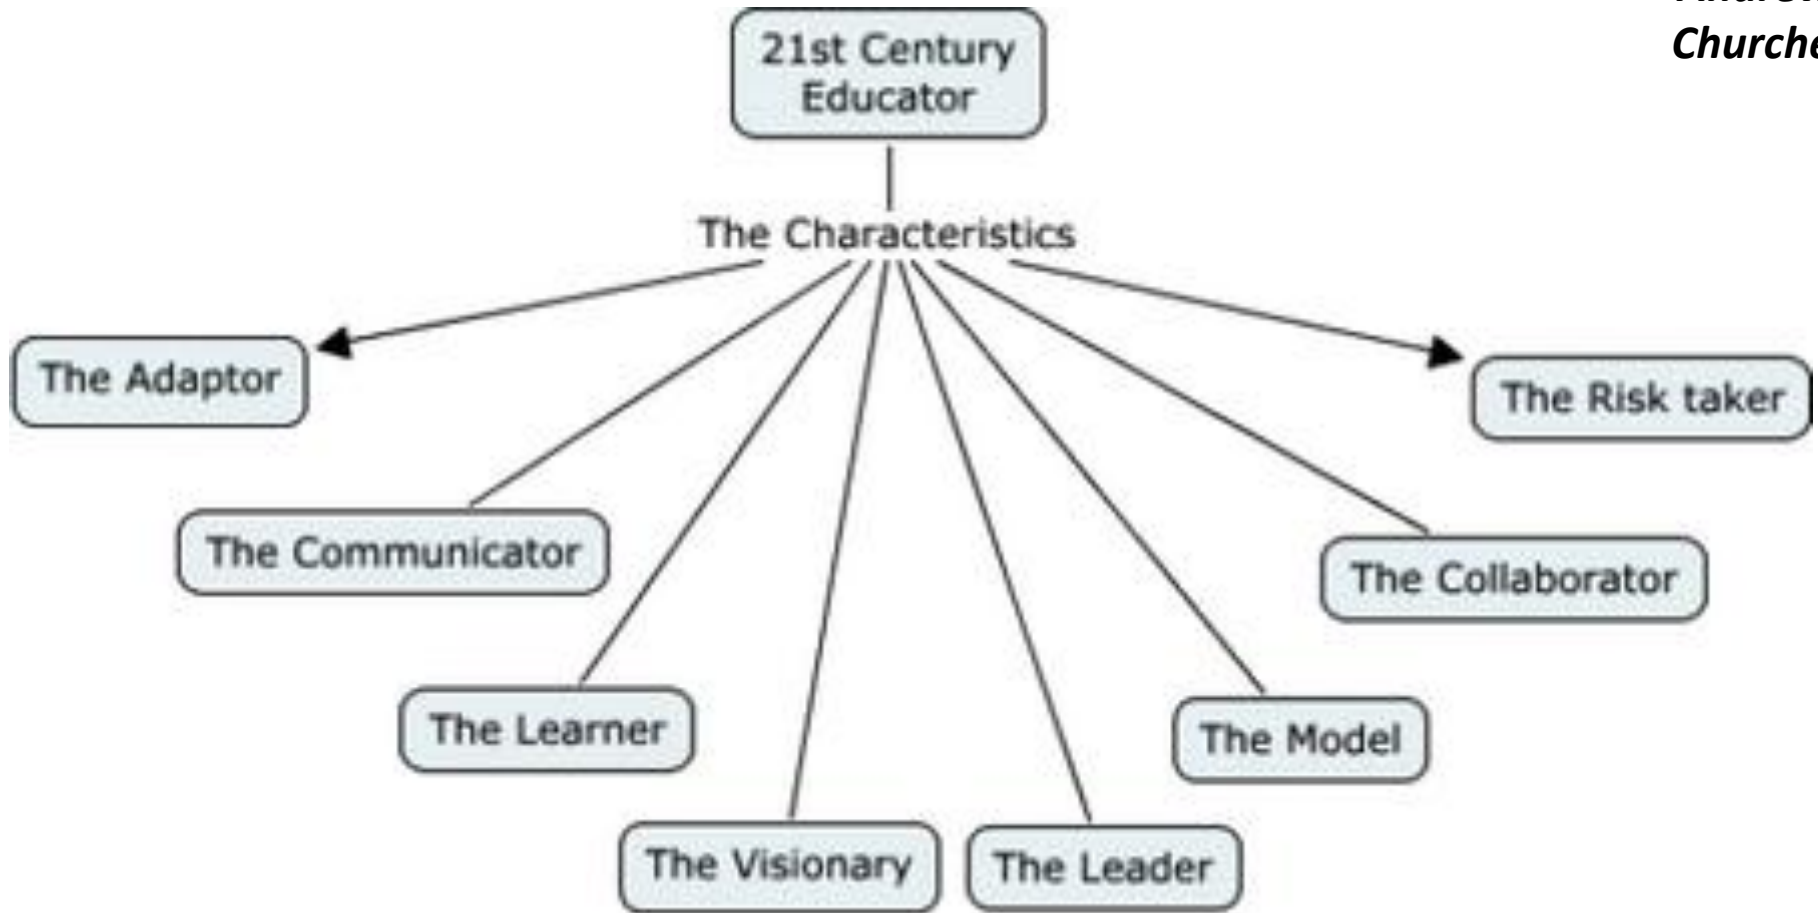 21st Century
Educator
The Characteristics
The Adaptor
The Risk taker
The Communicator
The Collaborator
The Learner
The Model
The Visionary
The Leader